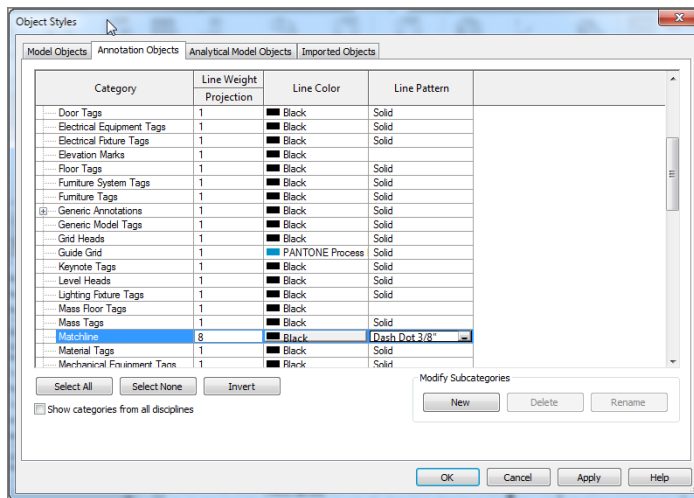 Object Styles
Model Objects Annotation Objects Analytical Model Objects Imported Objects
Category Line Weight Line Color Line Pattern
Projection
Door Tags 1 Black Solid
Electrical Equipment Tags 1 Black Solid
Electrical Fixture Tags 1 Black Solid
Elevation Marks 1 Black
Floor Tags 1 Black Solid
Furniture System Tags 1 Black Solid
Furniture Tags 1 Black Solid
Generic Annotations 1 Black Solid
Generic Model Tags 1 Black Solid
Grid Heads 1 Black Solid
Guide Grid 1 PANTONE Process Solid
Keynote Tags 1 Black Solid
Level Heads 1 Black Solid
Lighting Fixture Tags 1 Black Solid
Mass Floor Tags 1 Black
Mass Tags 1 Black Solid
Matchline 8 Black Dash Dot 3/8"
Material Tags 1 Black Solid
Mechanical Equipment Tags 1 Black Solid
Select All Select None Invert
Show categories from all disciplines
Modify Subcategories
New Delete Rename
OK Cancel Apply Help